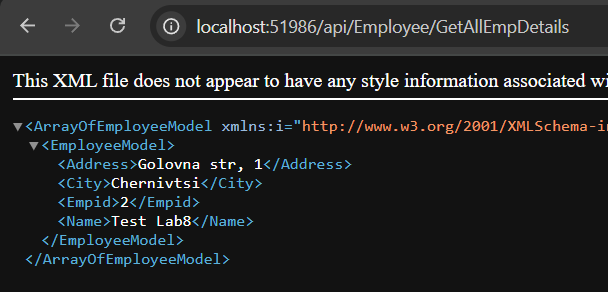 localhost:51986/api/Employee/GetAllEmpDetails
This XML file does not appear to have any style information associated wi
▼<ArrayOfEmployeeModel xmlns:i="http://www.w3.org/2001/XMLSchema-in
▼<EmployeeModel>
<Address>Golovna str, 1</Address>
<City>Chernivtsi</City>
<Empid>2</Empid>
<Name>Test Lab8</Name>
</EmployeeModel>
</ArrayOfEmployeeModel>